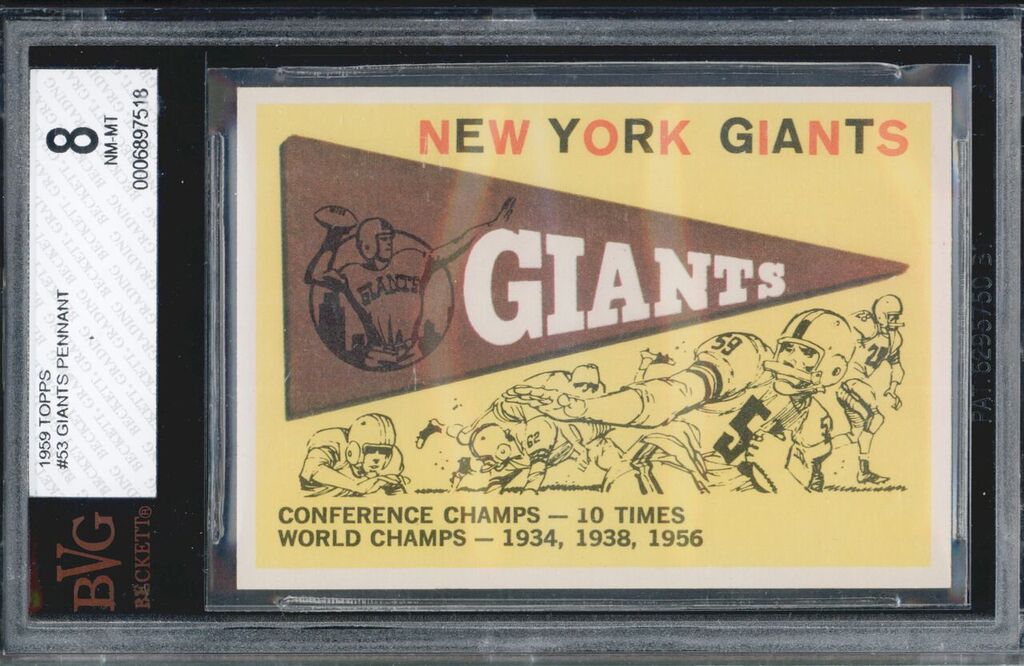 8
NM-MT
0006897518
1959 TOPPS
#53 GIANTS PENNANT
BVG
BECKETT®
NEW YORK GIANTS
GIANTS
GIANTS
59
62
5
5
CONFERENCE CHAMPS — 10 TIMES
WORLD CHAMPS — 1934, 1938, 1956